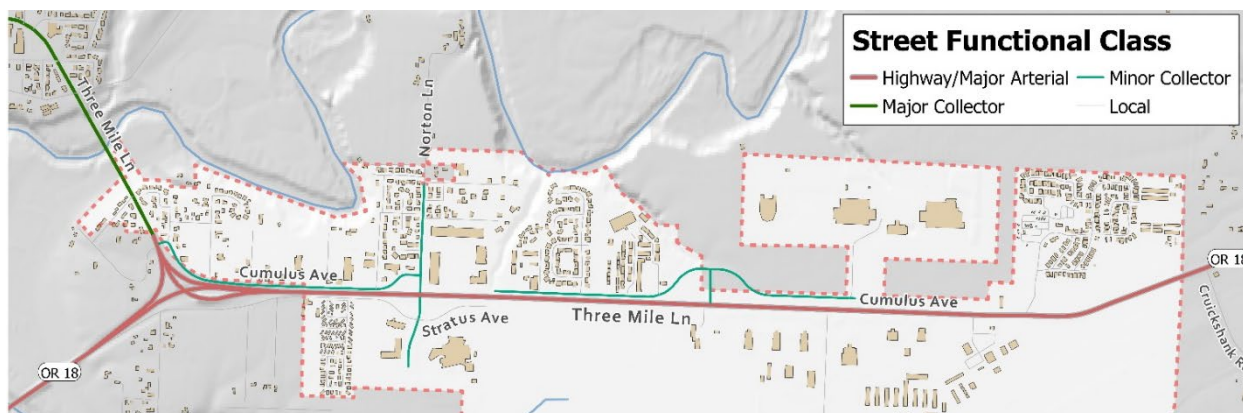 Street Functional Class
Highway/Major Arterial
Minor Collector
Major Collector
Local
Three Mile Ln
Norton Ln
Cumulus Ave
Stratus Ave
Three Mile Ln
Cumulus Ave
OR 18
OR 18
Cruickshank R